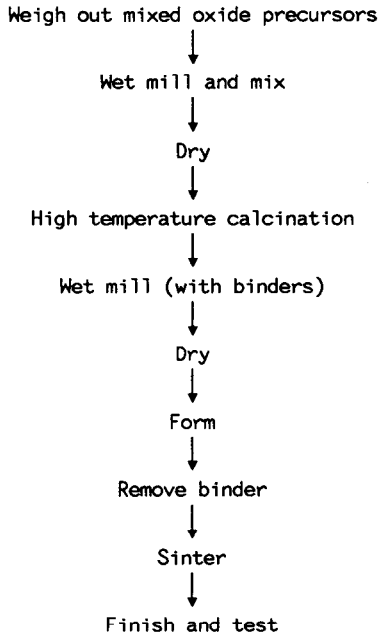 Weigh out mixed oxide precursors
Wet mill and mix
Dry
High temperature calcination
Wet mill (with binders)
Dry
Form
Remove binder
Sinter
Finish and test